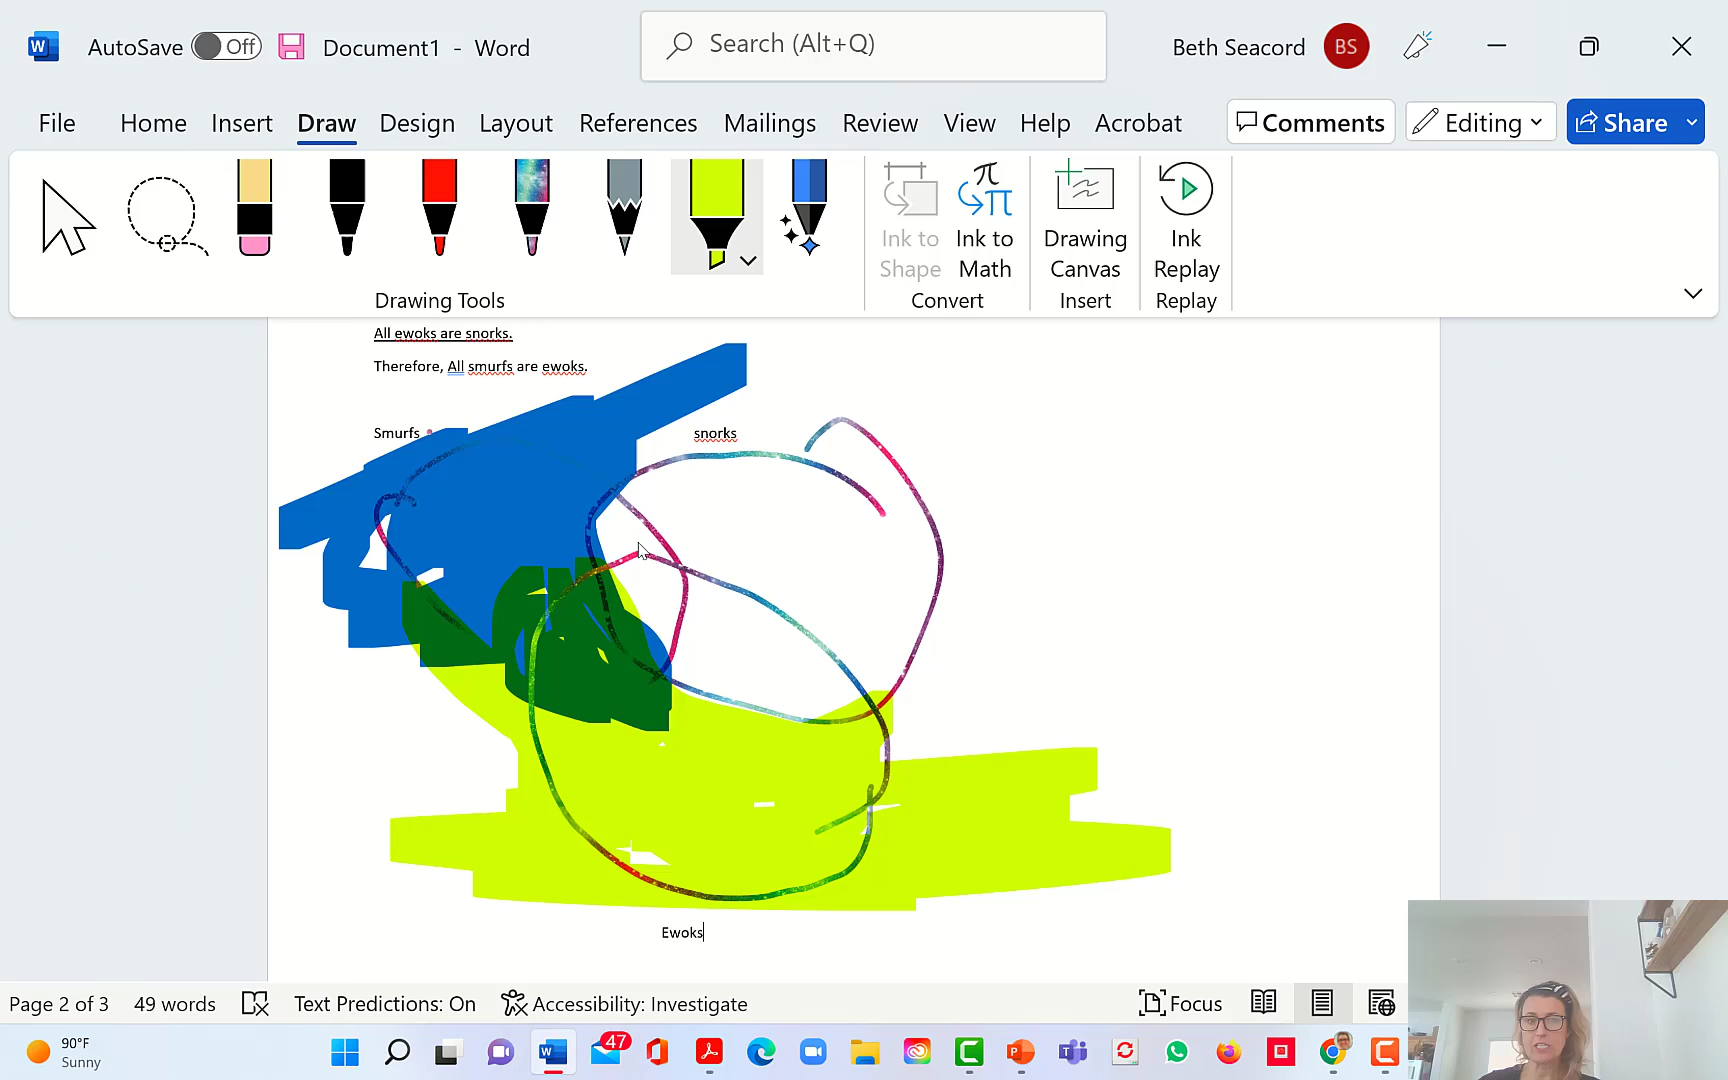 W AutoSave Off Document1 - Word Search (Alt+Q) Beth Seacord BS
File Home Insert Draw Design Layout References Mailings Review View Help Acrobat Comments Editing Share
Ink to Shape
Ink to Math
Drawing Canvas
Ink Replay
Drawing Tools Convert Insert Replay
All ewoks are snorks.
Therefore, All smurfs are ewoks.
Smurfs snorks
Ewoks
Page 2 of 3 49 words Text Predictions: On Accessibility: Investigate Focus
90°F
Sunny
47